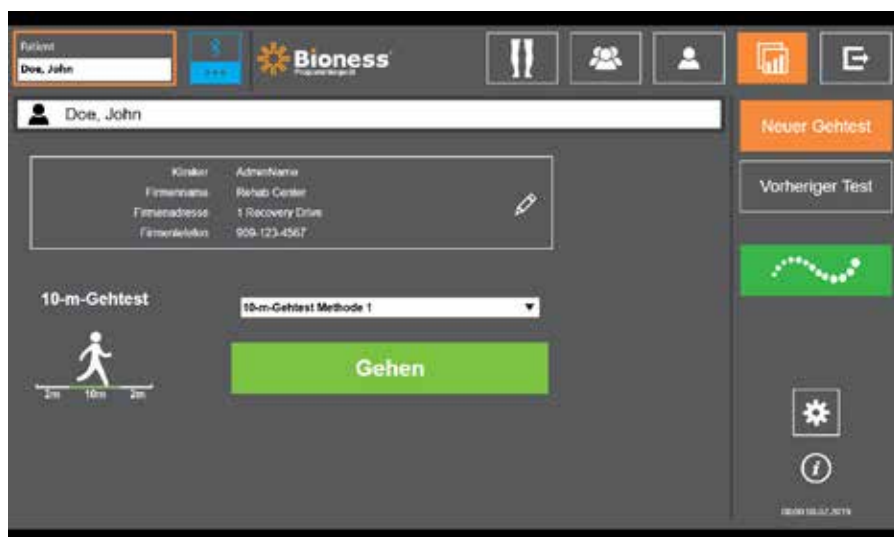 Patient
Doe, John
Bioness
Doe, John
Neuer Gehtest
Kliniker AdminName
Firmenname Rehab Center
Vorheriger Test
Firmenadresse 1 Recovery Drive
Firmentelefon 909-123-4567
10-m-Gehtest
10-m-Gehtest Methode 1
Gehen
2m 10m 2m